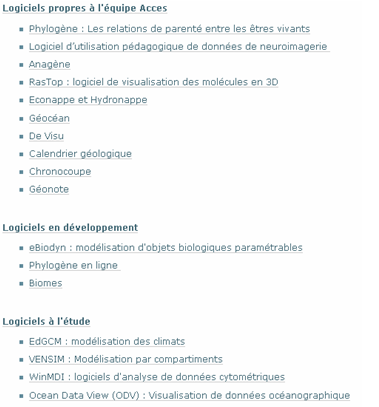 Logiciels propres à l'équipe Acces
Phylogène : Les relations de parenté entre les êtres vivants
Logiciel d'utilisation pédagogique de données de neuroimagerie
Anagène
RasTop : logiciel de visualisation des molécules en 3D
Econappe et Hydronappe
Géocéan
De Visu
Calendrier géologique
Chronocoupe
Géonote
Logiciels en développement
eBiodyn : modélisation d'objets biologiques paramétrables
Phylogène en ligne
Biomes
Logiciels à l'étude
EdGCM : modélisation des climats
VENSIM : Modélisation par compartiments
WinMDI : logiciels d'analyse de données cytométriques
Ocean Data View (ODV) : Visualisation de données océanographique